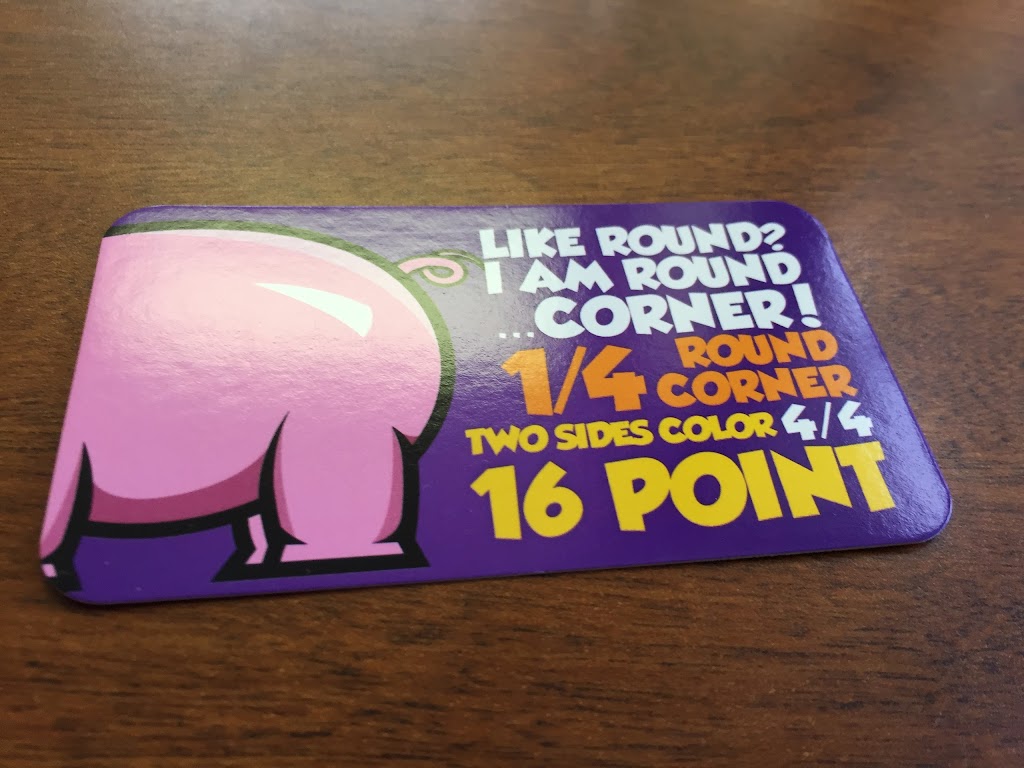 LIKE ROUND?
I AM ROUND
...CORNER!
1/4 ROUND CORNER
TWO SIDES COLOR 4/4
16 POINT